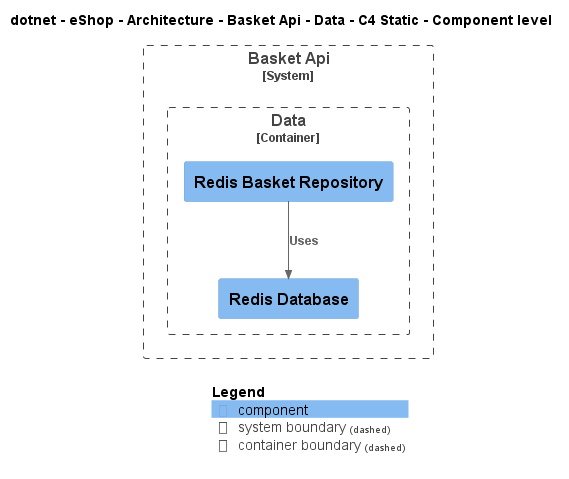 dotnet - eShop - Architecture - Basket Api - Data - C4 Static - Component level
Basket Api
[System]
Data
[Container]
Redis Basket Repository
Uses
Redis Database
Legend
component
system boundary (dashed)
container boundary (dashed)